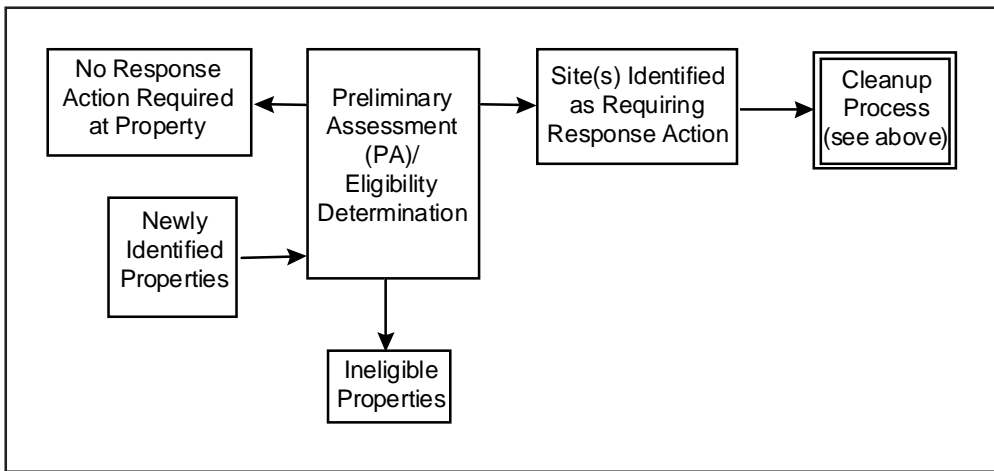 No Response
Action Required
at Property
Preliminary
Assessment
(PA)/
Eligibility
Determination
Site(s) Identified
as Requiring
Response Action
Cleanup
Process
(see above)
Newly
Identified
Properties
Ineligible
Properties